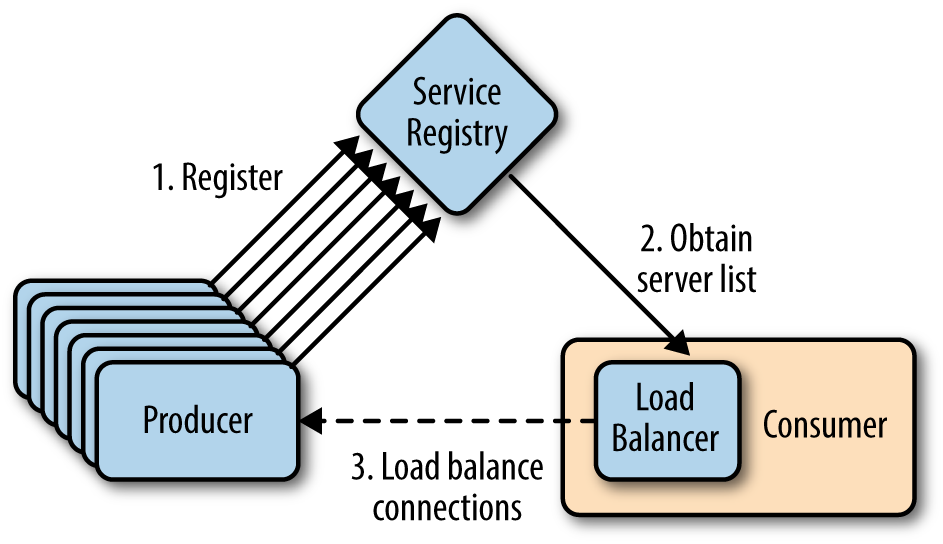 Service
Registry
1. Register
2. Obtain
server list
Producer
Load
Balancer
Consumer
3. Load balance
connections